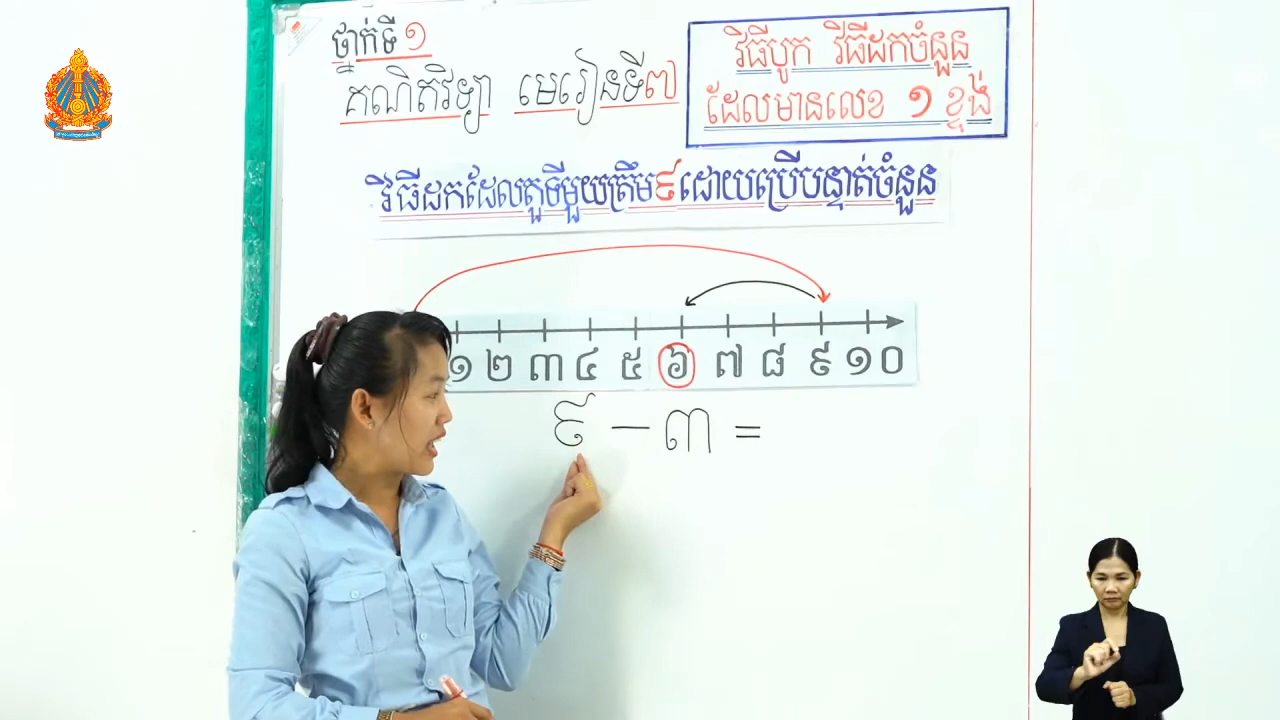 ថ្នាក់ទី ១
គណិតវិទ្យា មេរៀនទី៧
វិធីបូក វិធីដកចំនួន
ដែលមានលេខ ១ ខ្ទង់
វិធីដកដែលតួទីមួយត្រឹម៩ដោយប្រើបន្ទាត់ចំនួន
១ ២ ៣ ៤ ៥ ៦ ៧ ៨ ៩ ១០
៩ − ៣ =